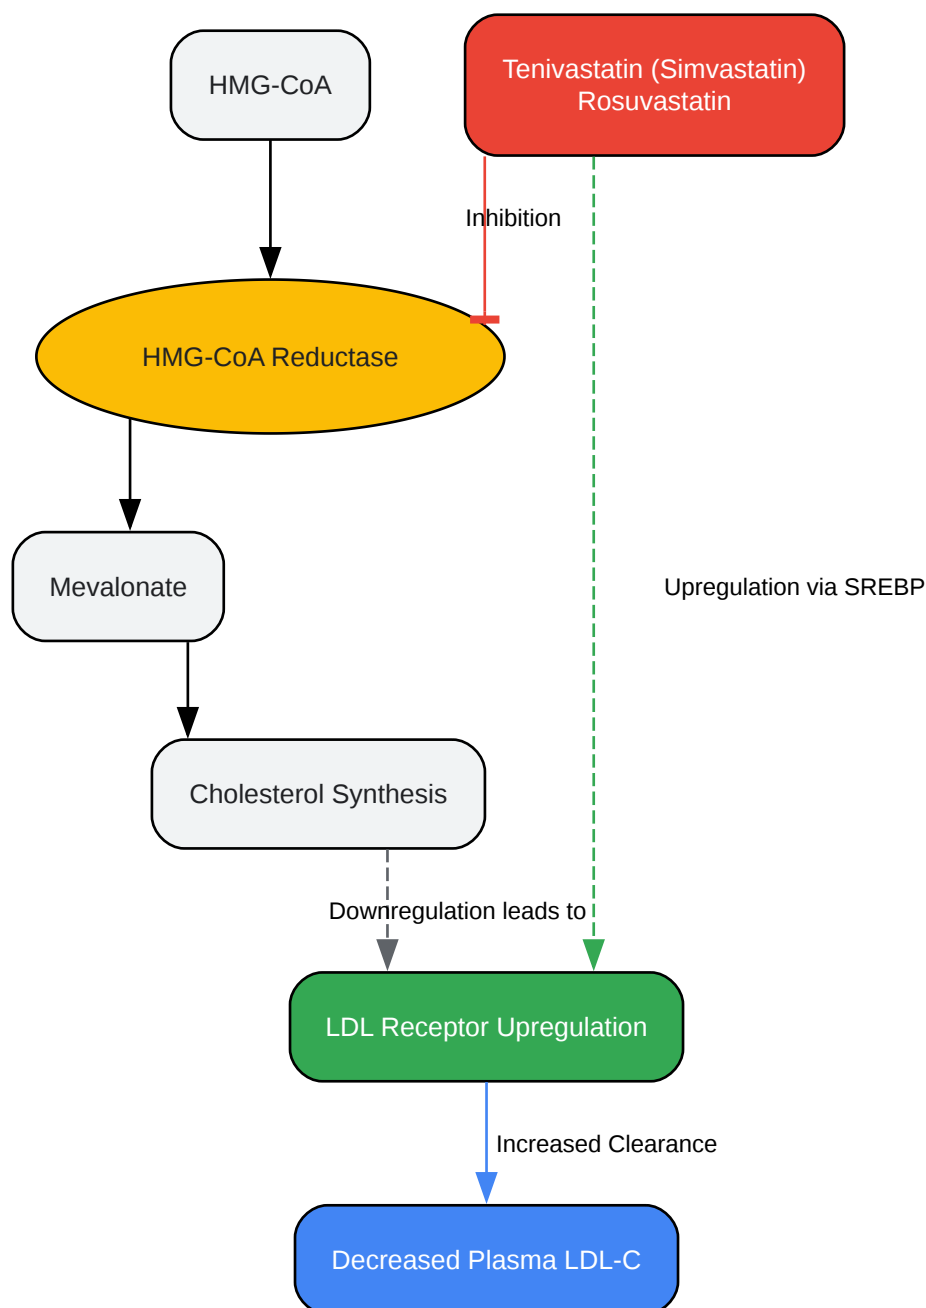 HMG-CoA
Tenivastatin (Simvastatin)
Rosuvastatin
Inhibition
HMG-CoA Reductase
Mevalonate
Upregulation via SREBP
Cholesterol Synthesis
Downregulation leads to
LDL Receptor Upregulation
Increased Clearance
Decreased Plasma LDL-C